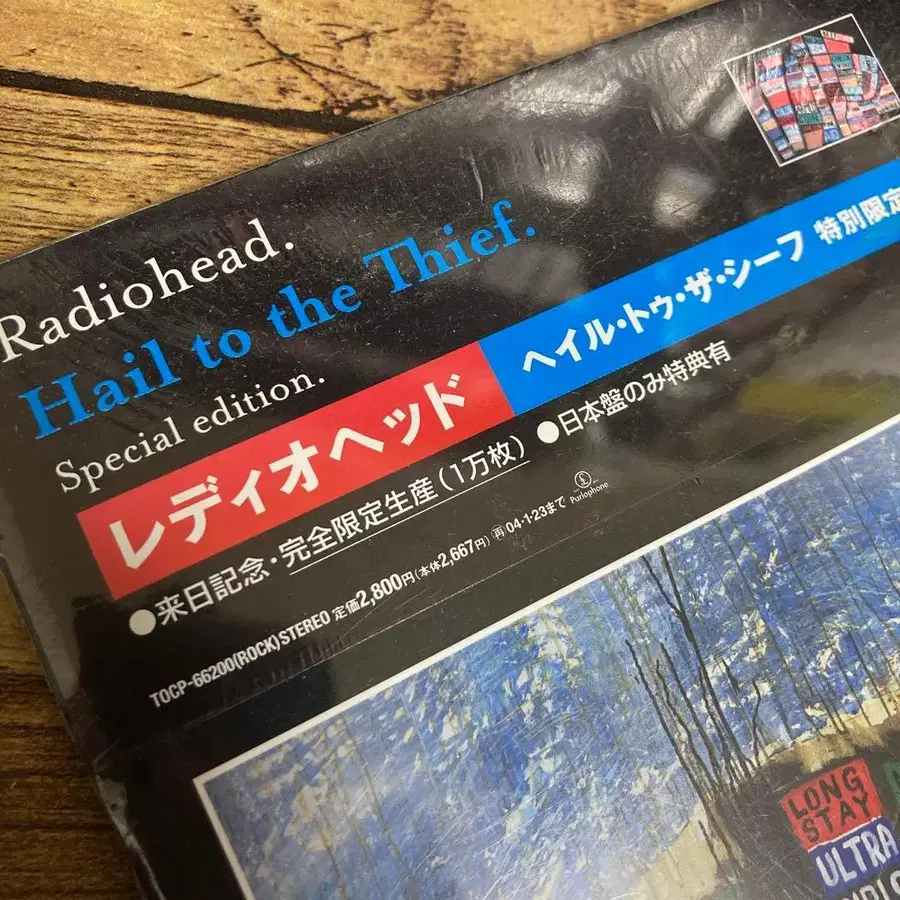 Radiohead.
Hail to the Thief.
Special edition.
レディオヘッド
ヘイル・トゥ・ザ・シーフ 特別限定
●来日記念・完全限定生産(1万枚) ●日本盤のみ特典有
TOCP-66200(ROCK)STEREO 定価2,800円(本体2,667円) 再04・1・23まで Parlophone
LONG
STAY
ULTRA